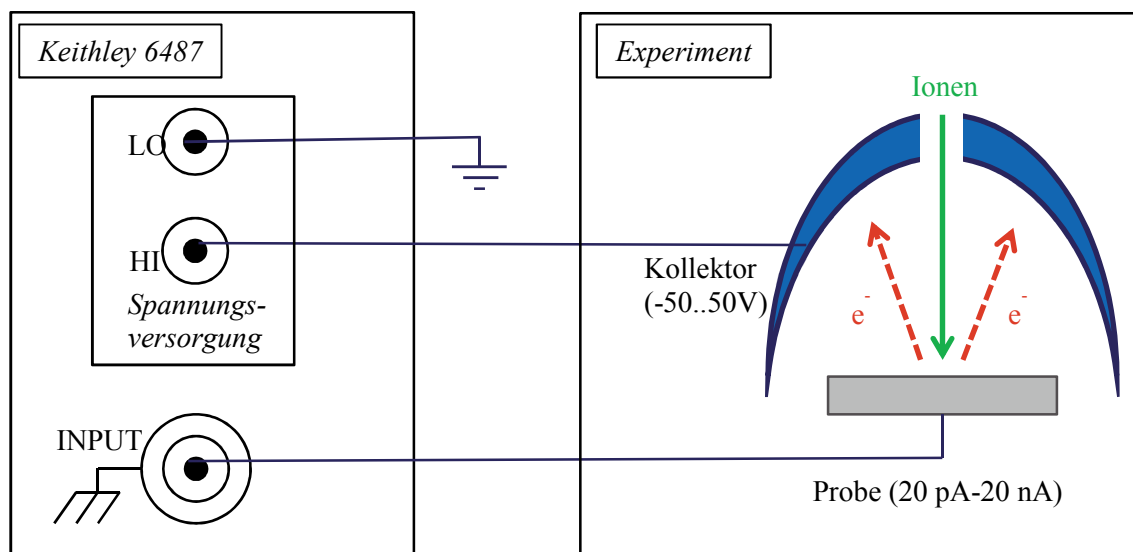 Keithley 6487
LO
HI
Spannungs-
versorgung
INPUT
Experiment
Ionen
Kollektor
(-50..50V)
e-
e-
Probe (20 pA-20 nA)